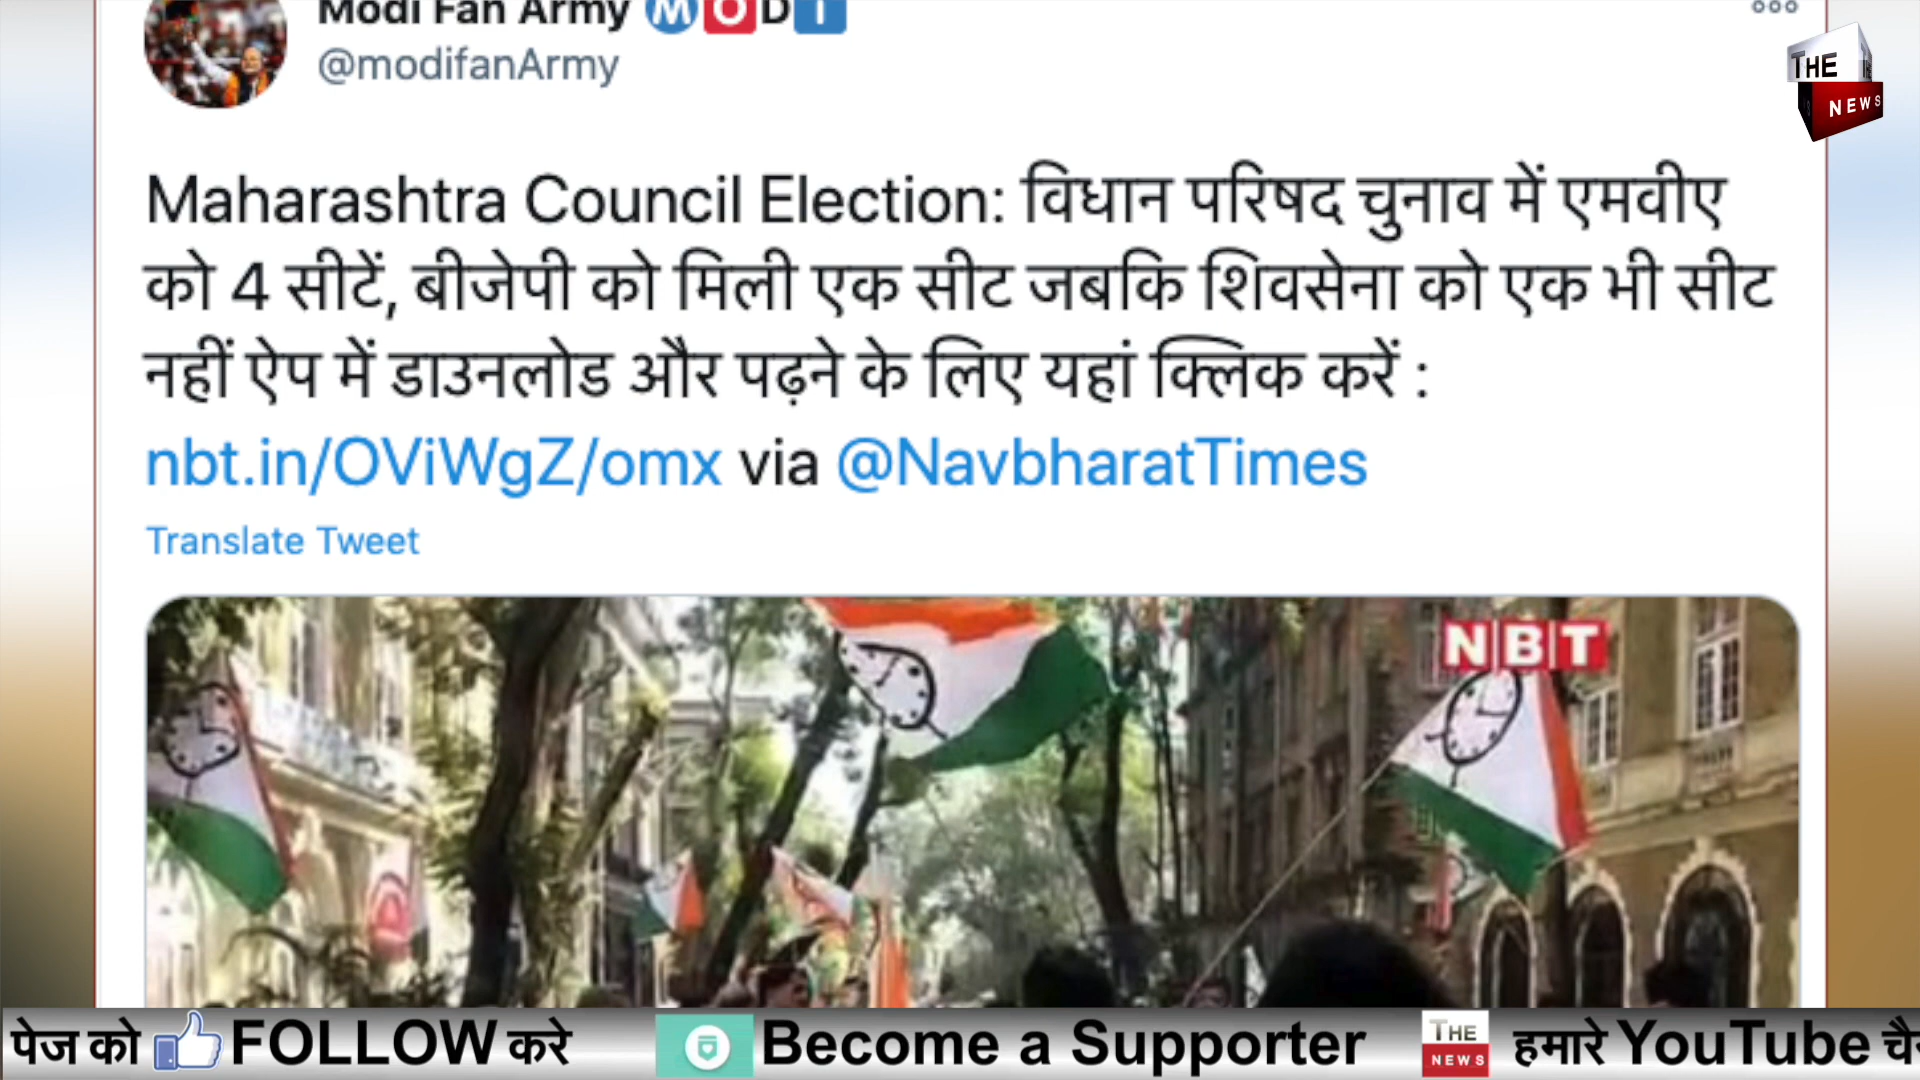 Modi Fan Army MODI
@modifanArmy
THE
NEWS
Maharashtra Council Election: विधान परिषद चुनाव में एमवीए
को 4 सीटें, बीजेपी को मिली एक सीट जबकि शिवसेना को एक भी सीट
नहीं ऐप में डाउनलोड और पढ़ने के लिए यहां क्लिक करें :
nbt.in/OViWgZ/omx via @NavbharatTimes
Translate Tweet
NBT
पेज को FOLLOW करे Become a Supporter THE NEWS हमारे YouTube